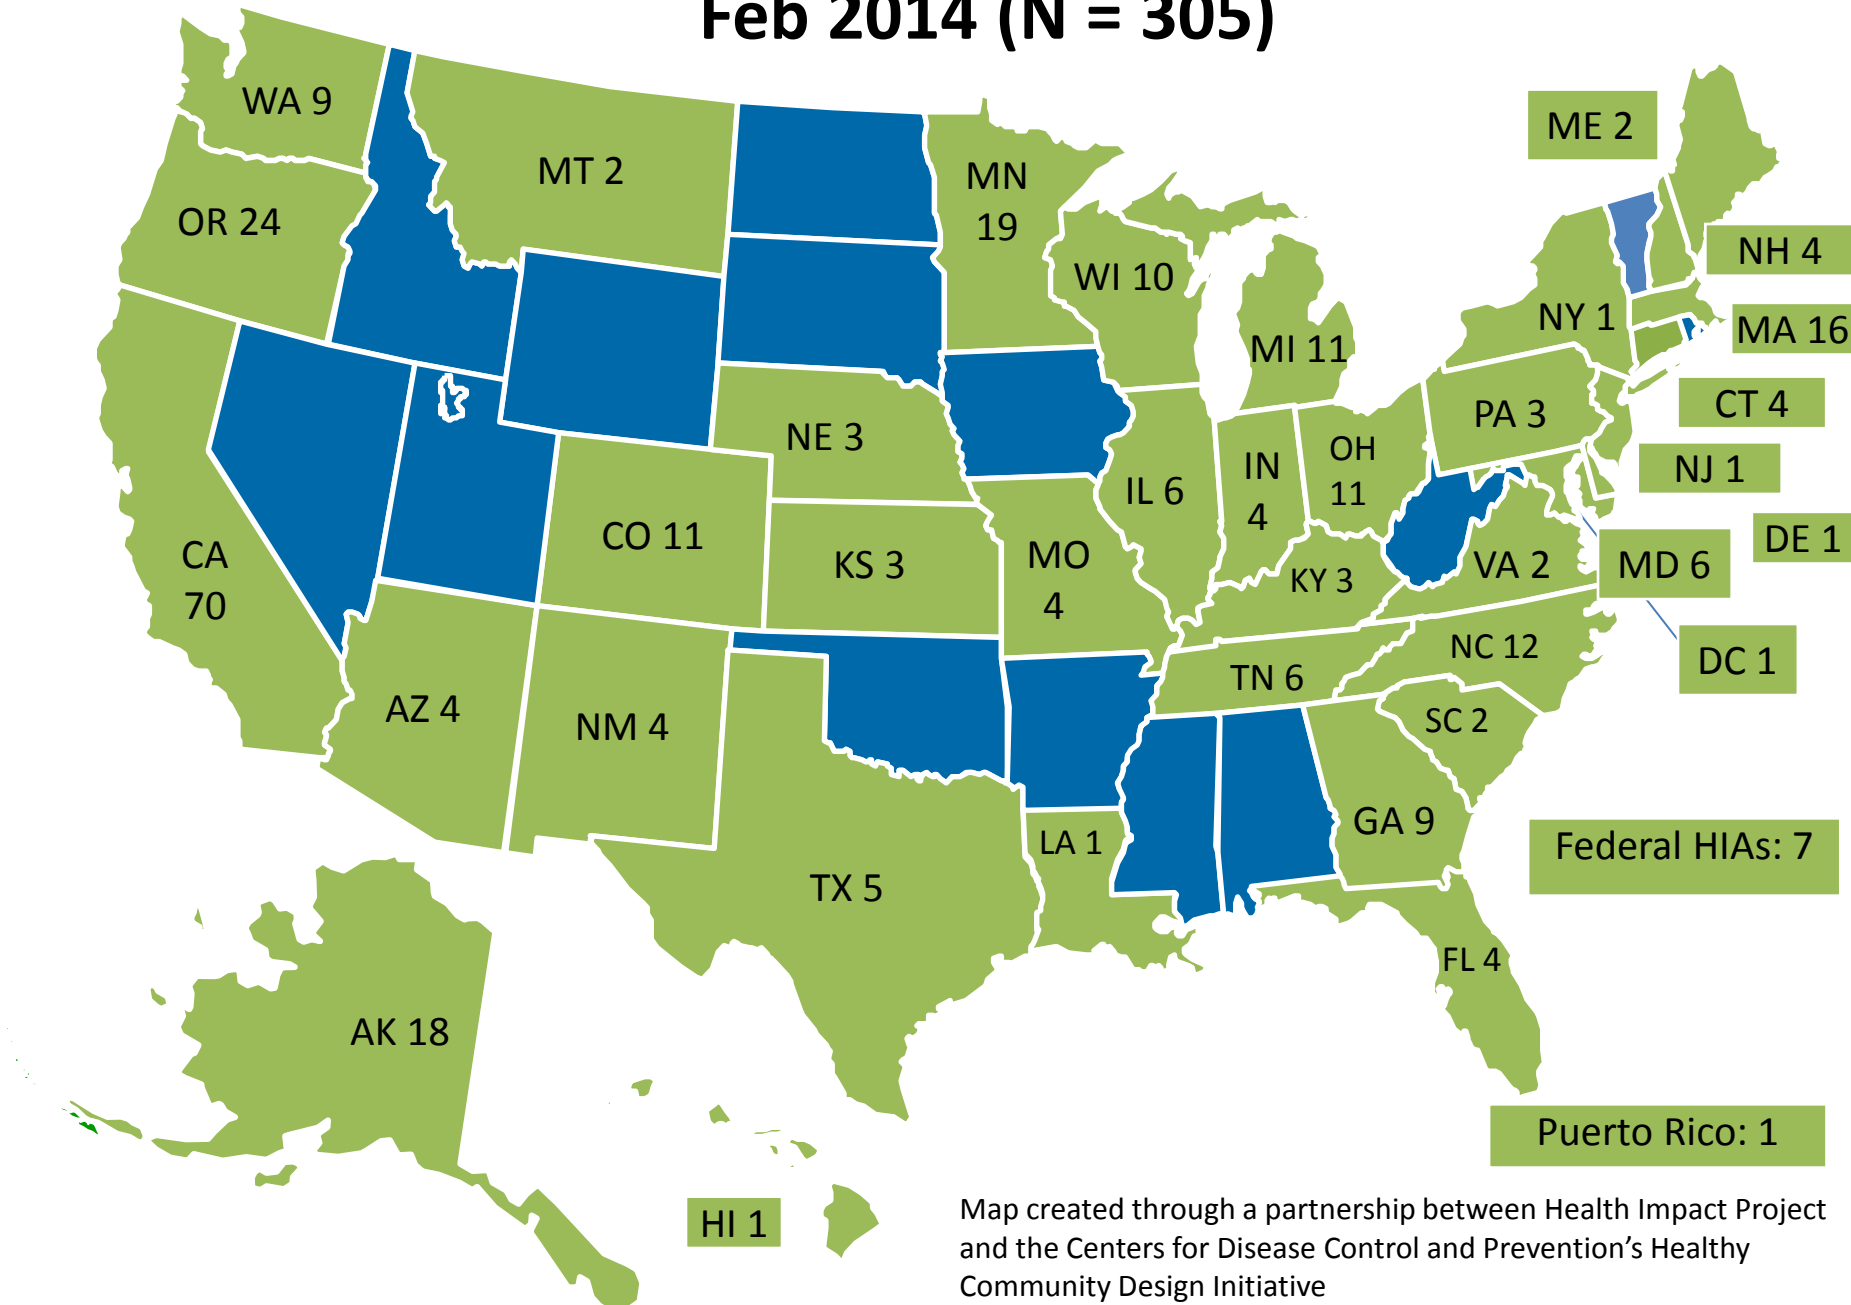 Feb 2014 (N = 305)
WA 9
MT 2
ME 2
OR 24
MN
19
NH 4
WI 10
NY 1
MA 16
MI 11
CT 4
PA 3
NE 3
OH
11
IN
4
NJ 1
IL 6
CO 11
DE 1
CA
70
KS 3
MO
4
KY 3
VA 2
MD 6
NC 12
DC 1
TN 6
AZ 4
NM 4
SC 2
GA 9
LA 1
Federal HIAs: 7
TX 5
FL 4
AK 18
Puerto Rico: 1
HI 1
Map created through a partnership between Health Impact Project
and the Centers for Disease Control and Prevention’s Healthy
Community Design Initiative